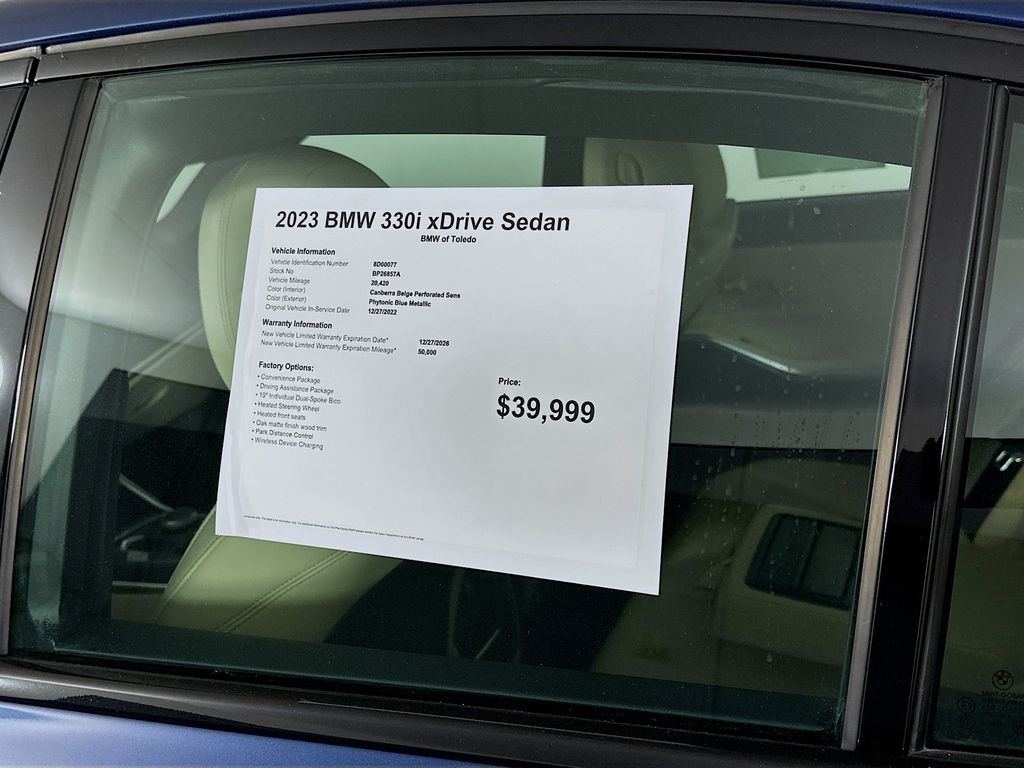 2023 BMW 330i xDrive Sedan
BMW of Toledo
Vehicle Information
Vehicle Identification Number 8D00077
Stock No BP26857A
Vehicle Mileage 20,420
Color (Interior) Canberra Beige Perforated Sens
Color (Exterior) Phytonic Blue Metallic
Original Vehicle In-Service Date 12/27/2022
Warranty Information
New Vehicle Limited Warranty Expiration Date* 12/27/2026
New Vehicle Limited Warranty Expiration Mileage* 50,000
Factory Options:
• Convenience Package
• Driving Assistance Package
• 19" Individual Dual-Spoke Bico
• Heated Steering Wheel
• Heated front seats
• Oak matte finish wood trim
• Park Distance Control
• Wireless Device Charging
Price:
$39,999